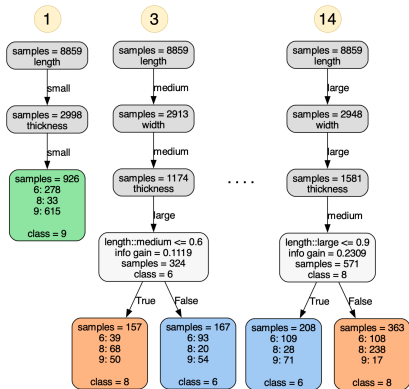 1
samples = 8859
length
small
samples = 2998
thickness
small
samples = 926
6: 278
8: 33
9: 615
class = 9
3
samples = 8859
length
medium
samples = 2913
width
medium
samples = 1174
thickness
large
length::medium <= 0.6
info gain = 0.1119
samples = 324
class = 6
True
False
samples = 157
6: 39
8: 68
9: 50
class = 8
samples = 167
6: 93
8: 20
9: 54
class = 6
....
14
samples = 8859
length
large
samples = 2948
width
large
samples = 1581
thickness
medium
length::large <= 0.9
info gain = 0.2309
samples = 571
class = 8
True
False
samples = 208
6: 109
8: 28
9: 71
class = 6
samples = 363
6: 108
8: 238
9: 17
class = 8